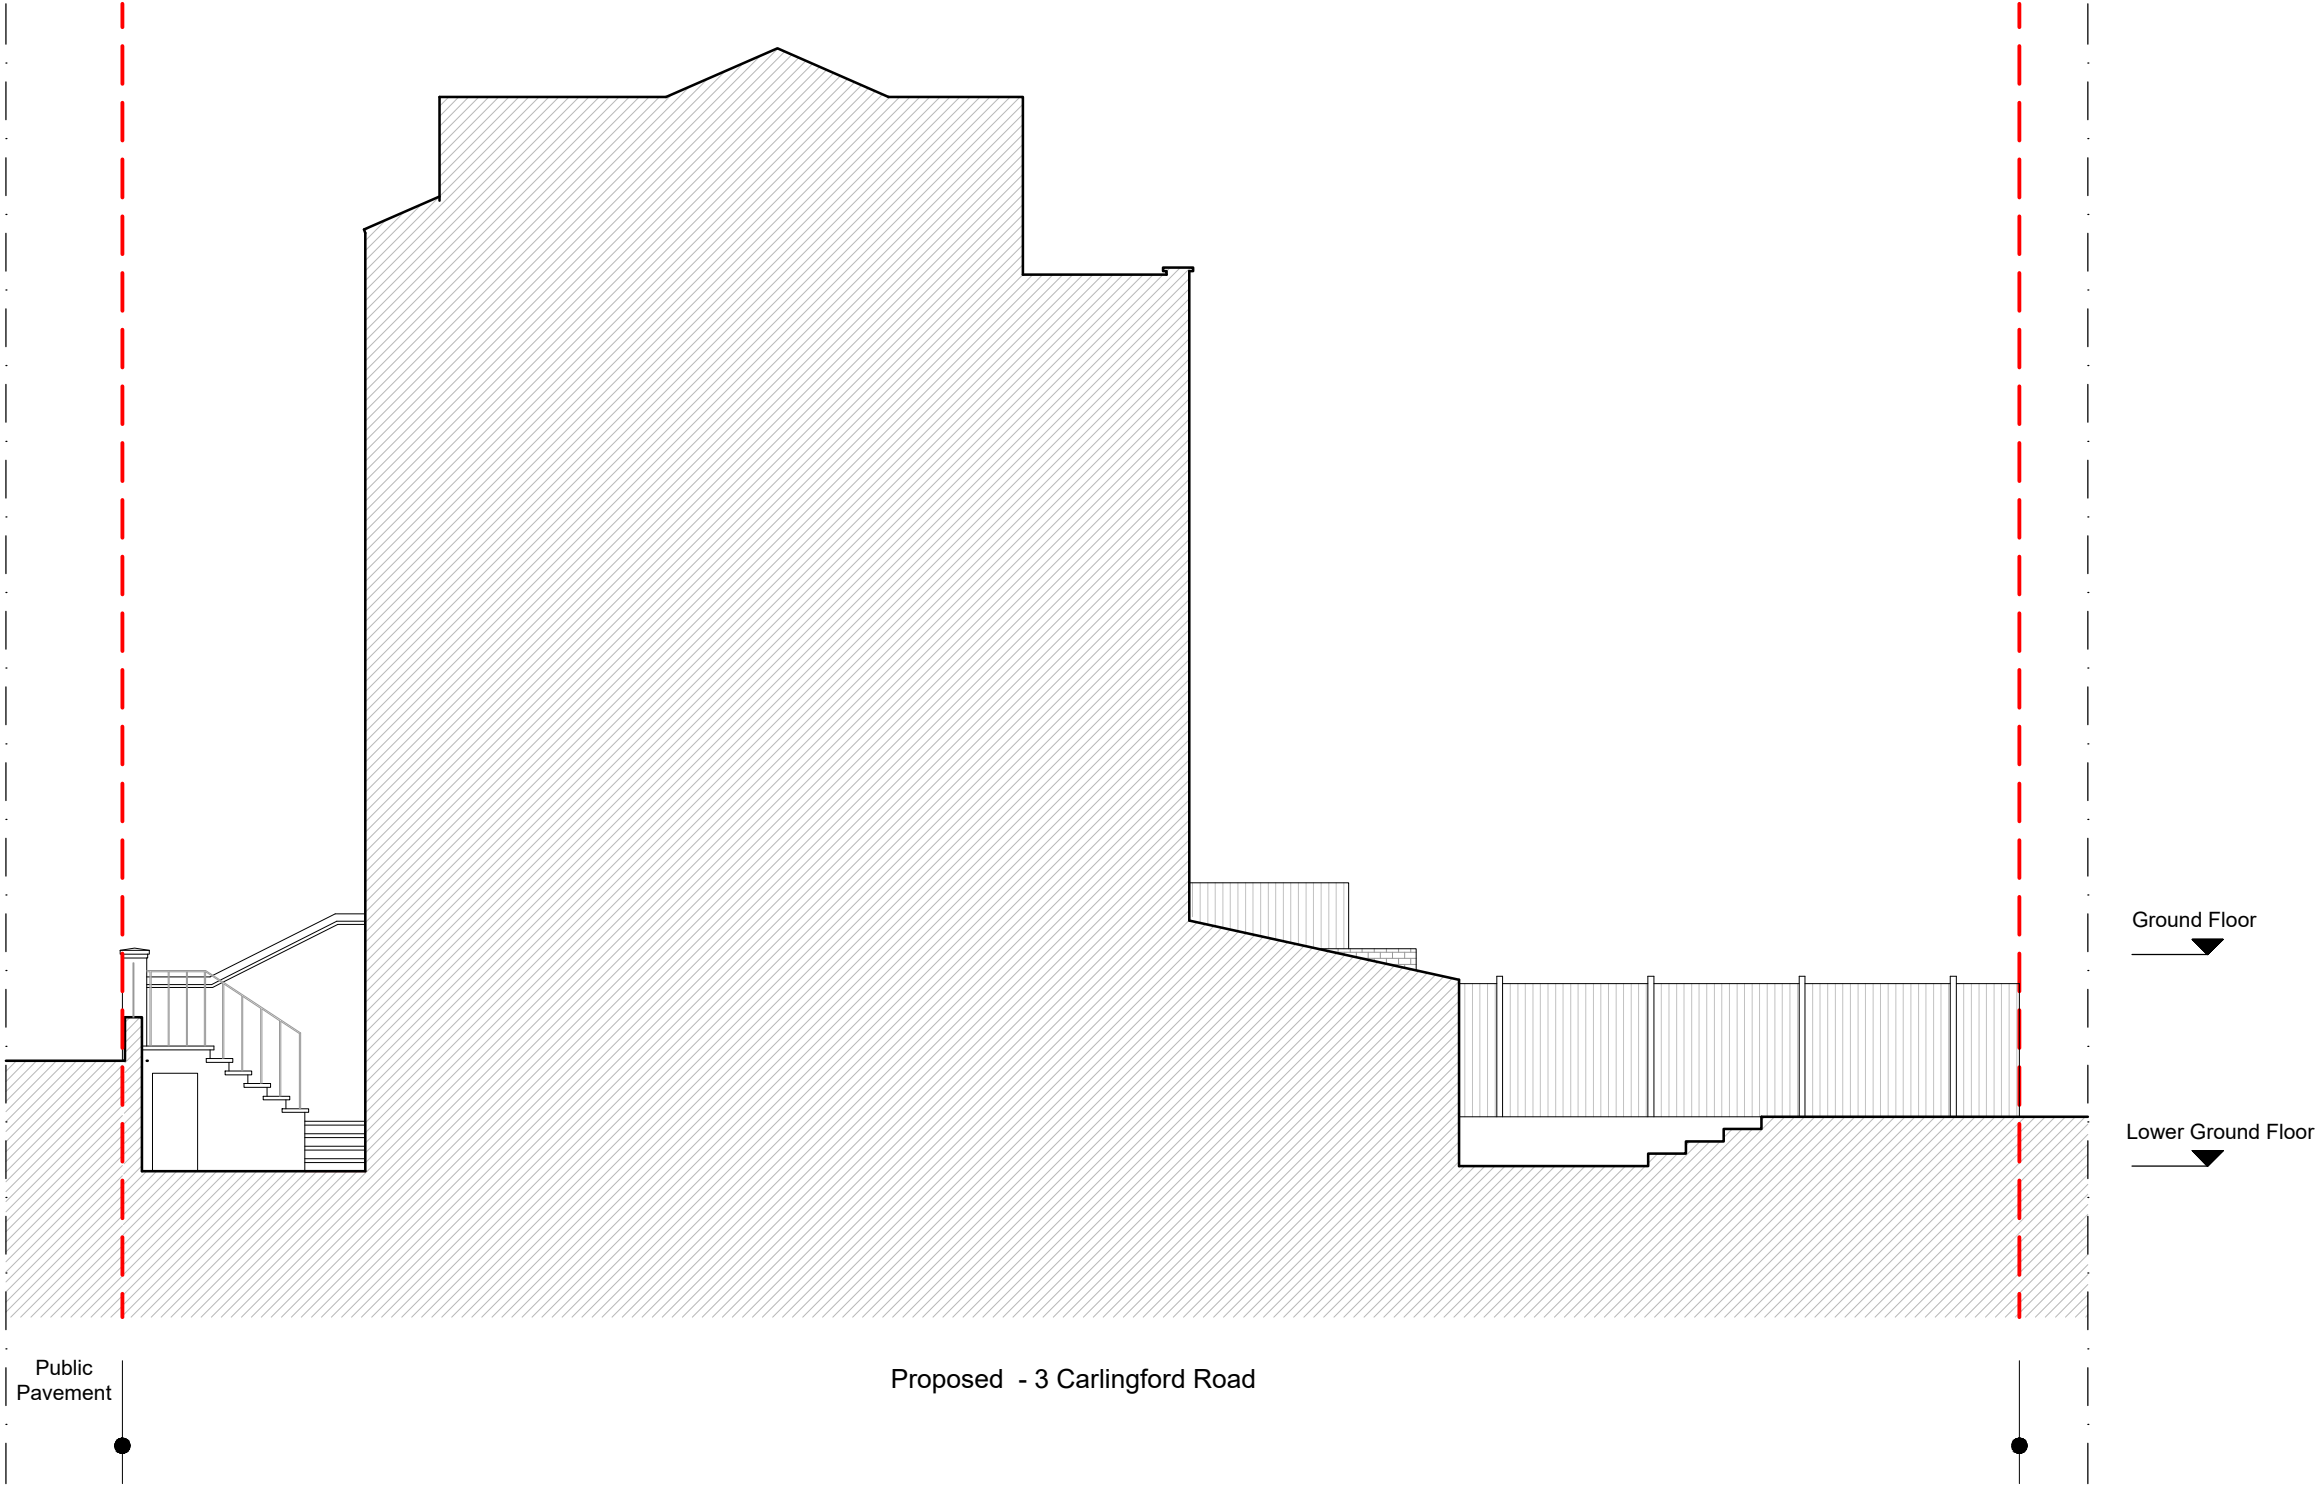 Ground Floor
Lower Ground Floor
Public
Pavement
Proposed  - 3 Carlingford Road